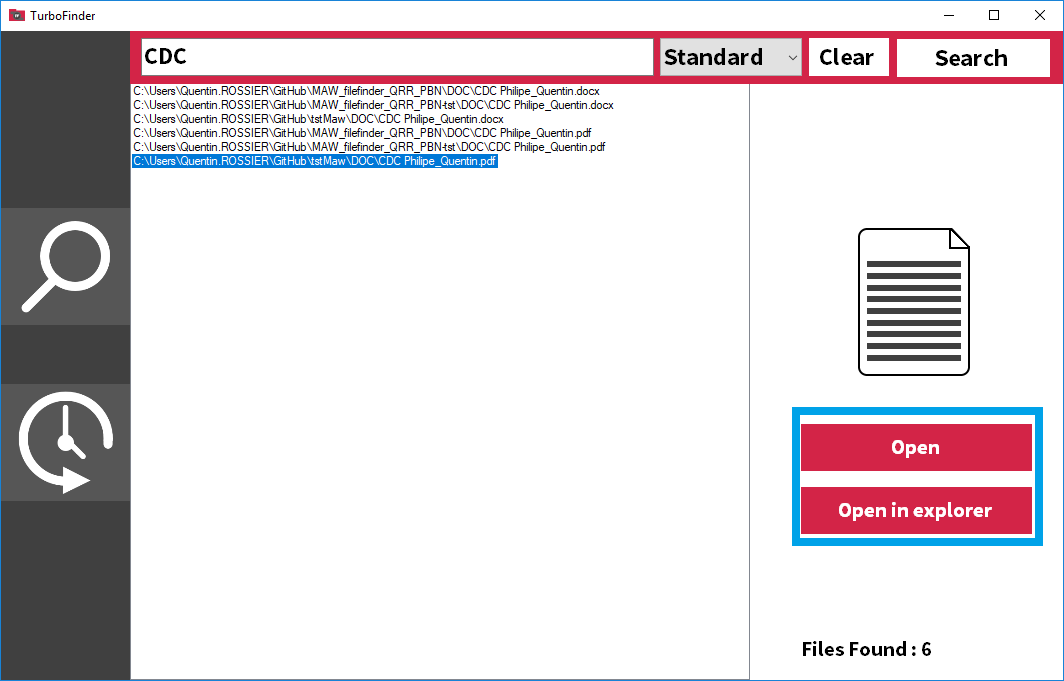 TurboFinder
CDC
Standard
Clear
Search
C:\Users\Quentin.ROSSIER\GitHub\MAW_filefinder_QRR_PBN\DOC\CDC Philipe_Quentin.docx
C:\Users\Quentin.ROSSIER\GitHub\MAW_filefinder_QRR_PBN-tst\DOC\CDC Philipe_Quentin.docx
C:\Users\Quentin.ROSSIER\GitHub\tstMaw\DOC\CDC Philipe_Quentin.docx
C:\Users\Quentin.ROSSIER\GitHub\MAW_filefinder_QRR_PBN\DOC\CDC Philipe_Quentin.pdf
C:\Users\Quentin.ROSSIER\GitHub\MAW_filefinder_QRR_PBN-tst\DOC\CDC Philipe_Quentin.pdf
C:\Users\Quentin.ROSSIER\GitHub\tstMaw\DOC\CDC Philipe_Quentin.pdf
Open
Open in explorer
Files Found : 6